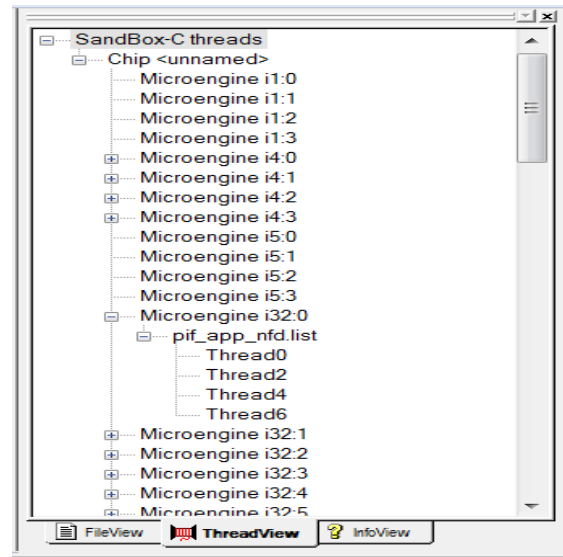 SandBox-C threads
Chip <unnamed>
Microengine i1:0
Microengine i1:1
Microengine i1:2
Microengine i1:3
Microengine i4:0
Microengine i4:1
Microengine i4:2
Microengine i4:3
Microengine i5:0
Microengine i5:1
Microengine i5:2
Microengine i5:3
Microengine i32:0
pif_app_nfd.list
Thread0
Thread2
Thread4
Thread6
Microengine i32:1
Microengine i32:2
Microengine i32:3
Microengine i32:4
Microengine i32:5
FileView ThreadView InfoView